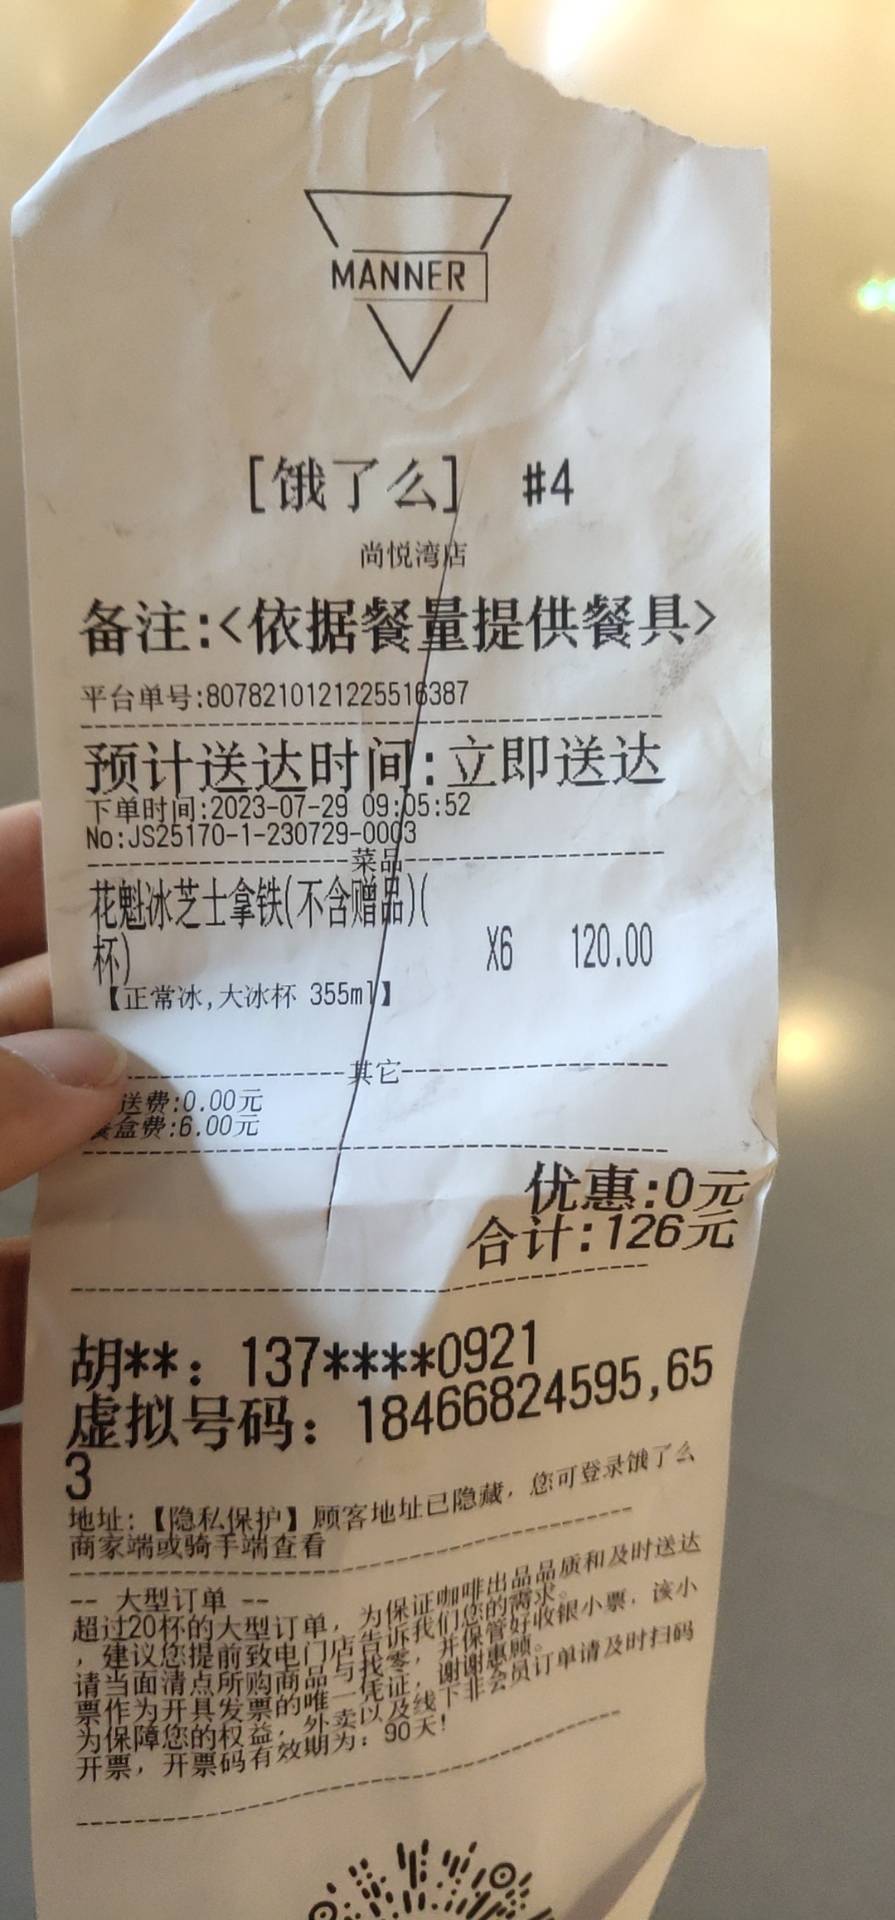 MANNER
[饿了么] #4
尚悦湾店
备注:<依据餐量提供餐具>
平台单号:8078210121225516387
预计送达时间:立即送达
下单时间:2023-07-29 09:05:52
No:JS25170-1-230729-0003
菜品
花魁冰芝士拿铁(不含赠品)(
杯) X6 120.00
【正常冰,大冰杯 355ml】
其它
送费:0.00元
餐盒费:6.00元
优惠:0元
合计:126元
胡**: 137****0921
虚拟号码: 18466824595,65
3
地址:【隐私保护】顾客地址已隐藏, 您可登录饿了么
商家端或骑手端查看
-- 大型订单 --
超过20杯的大型订单, 为保证咖啡出品品质和及时送达
, 建议您提前致电门店告诉我们您的需求。
请当面清点所购商品与找零, 并保管好收银小票, 该小
票作为开具发票的唯一凭证, 谢谢惠顾。
为保障您的权益, 外卖以及线下非会员订单请及时扫码
开票, 开票码有效期为: 90天!